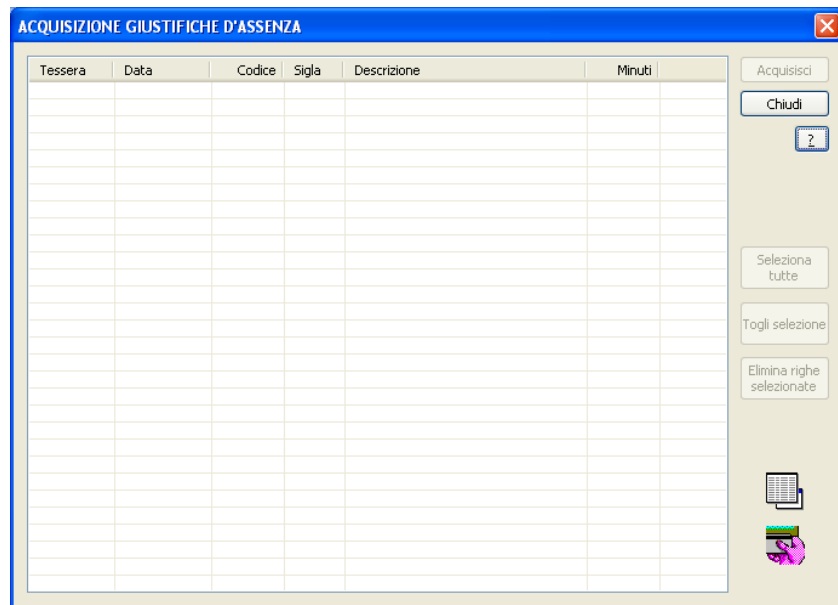 ACQUISIZIONE GIUSTIFICHE D'ASSENZA
Tessera Data Codice Sigla Descrizione Minuti
Acquisisci
Chiudi
?
Seleziona
tutte
Togli selezione
Elimina righe
selezionate